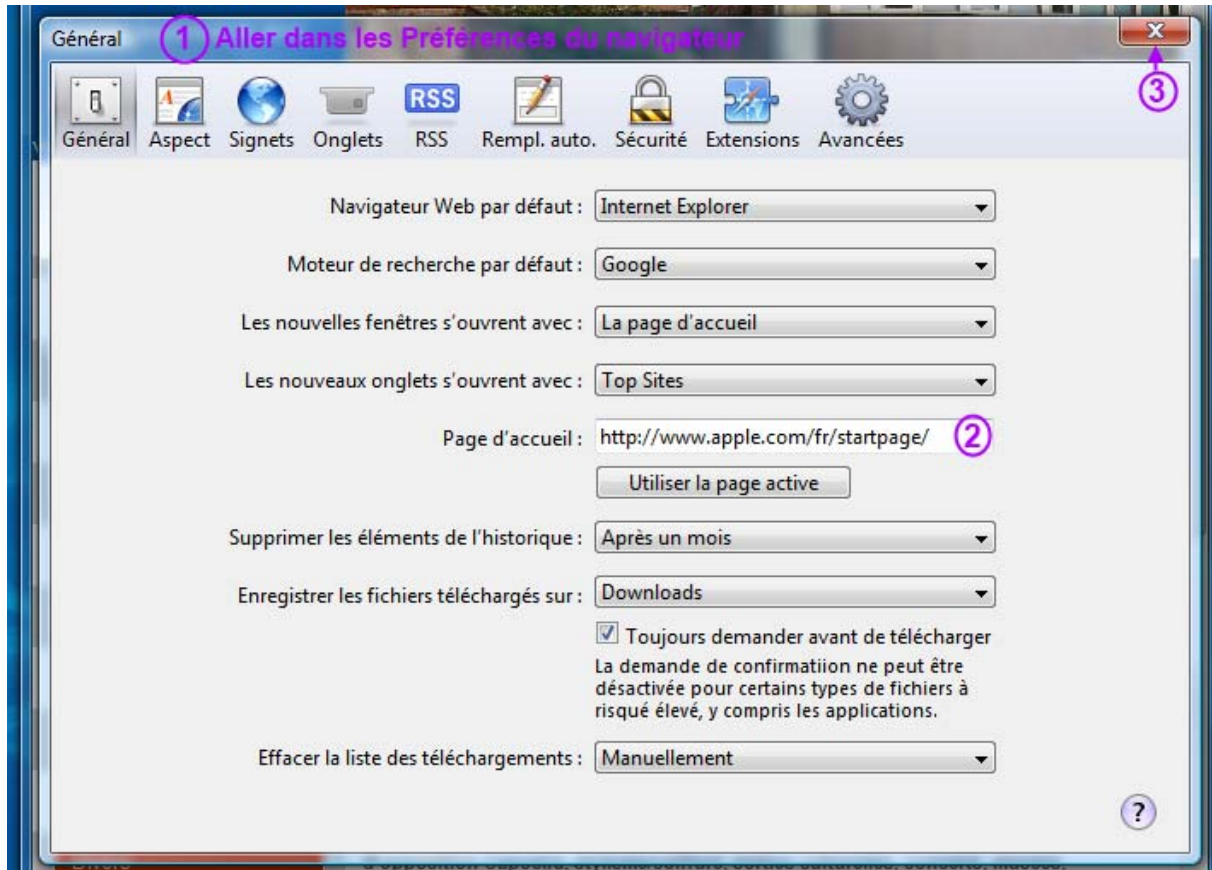 Général
1 Aller dans les Préférences du navigateur
X
3
RSS
Général Aspect Signets Onglets RSS Rempl. auto. Sécurité Extensions Avancées
Navigateur Web par défaut : Internet Explorer
Moteur de recherche par défaut : Google
Les nouvelles fenêtres s'ouvrent avec : La page d'accueil
Les nouveaux onglets s'ouvrent avec : Top Sites
Page d'accueil : http://www.apple.com/fr/startpage/ 2
Utiliser la page active
Supprimer les éléments de l'historique : Après un mois
Enregistrer les fichiers téléchargés sur : Downloads
Toujours demander avant de télécharger
La demande de confirmatiion ne peut être
désactivée pour certains types de fichiers à
risqué élevé, y compris les applications.
Effacer la liste des téléchargements : Manuellement
?